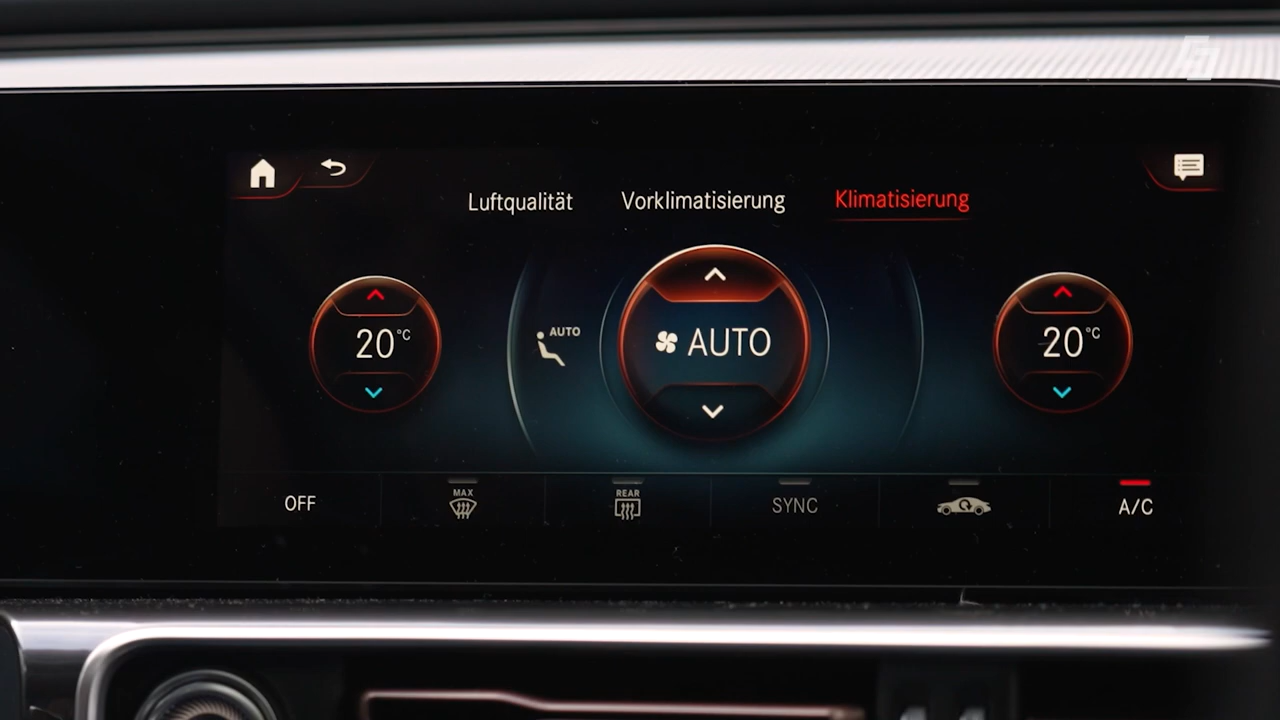 Luftqualität Vorklimatisierung Klimatisierung
20°C AUTO AUTO 20°C
OFF MAX REAR SYNC A/C